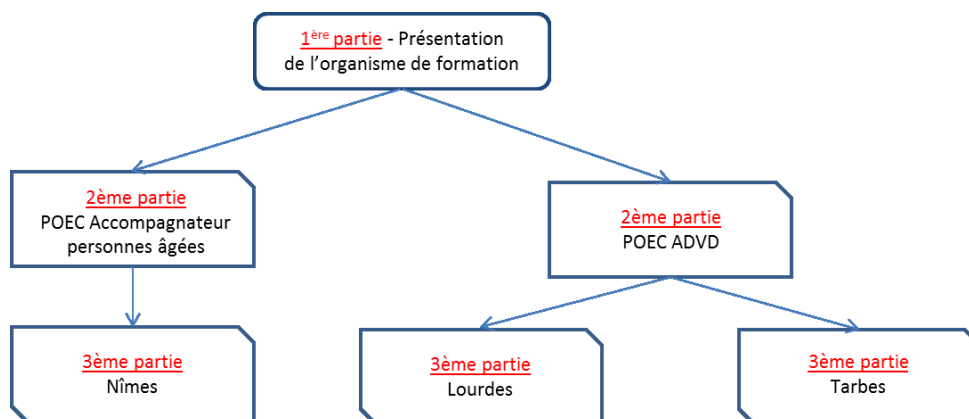 1ère partie - Présentation
de l'organisme de formation
2ème partie
POEC Accompagnateur
personnes âgées
2ème partie
POEC ADVD
3ème partie
Nîmes
3ème partie
Lourdes
3ème partie
Tarbes